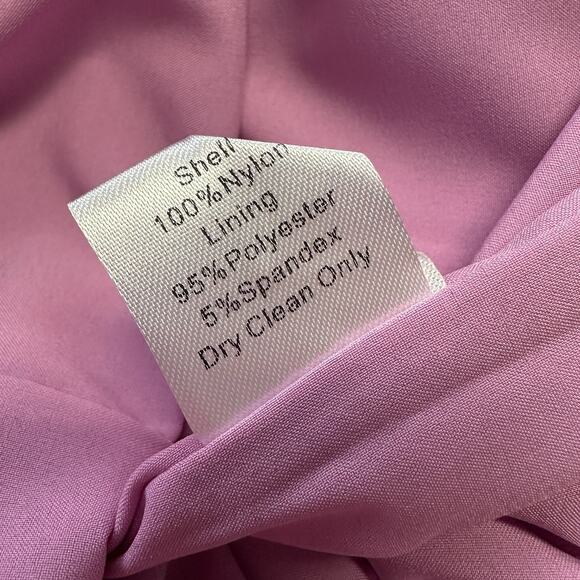 Shell
100%Nylon
Lining
95%Polyester
5%Spandex
Dry Clean Only